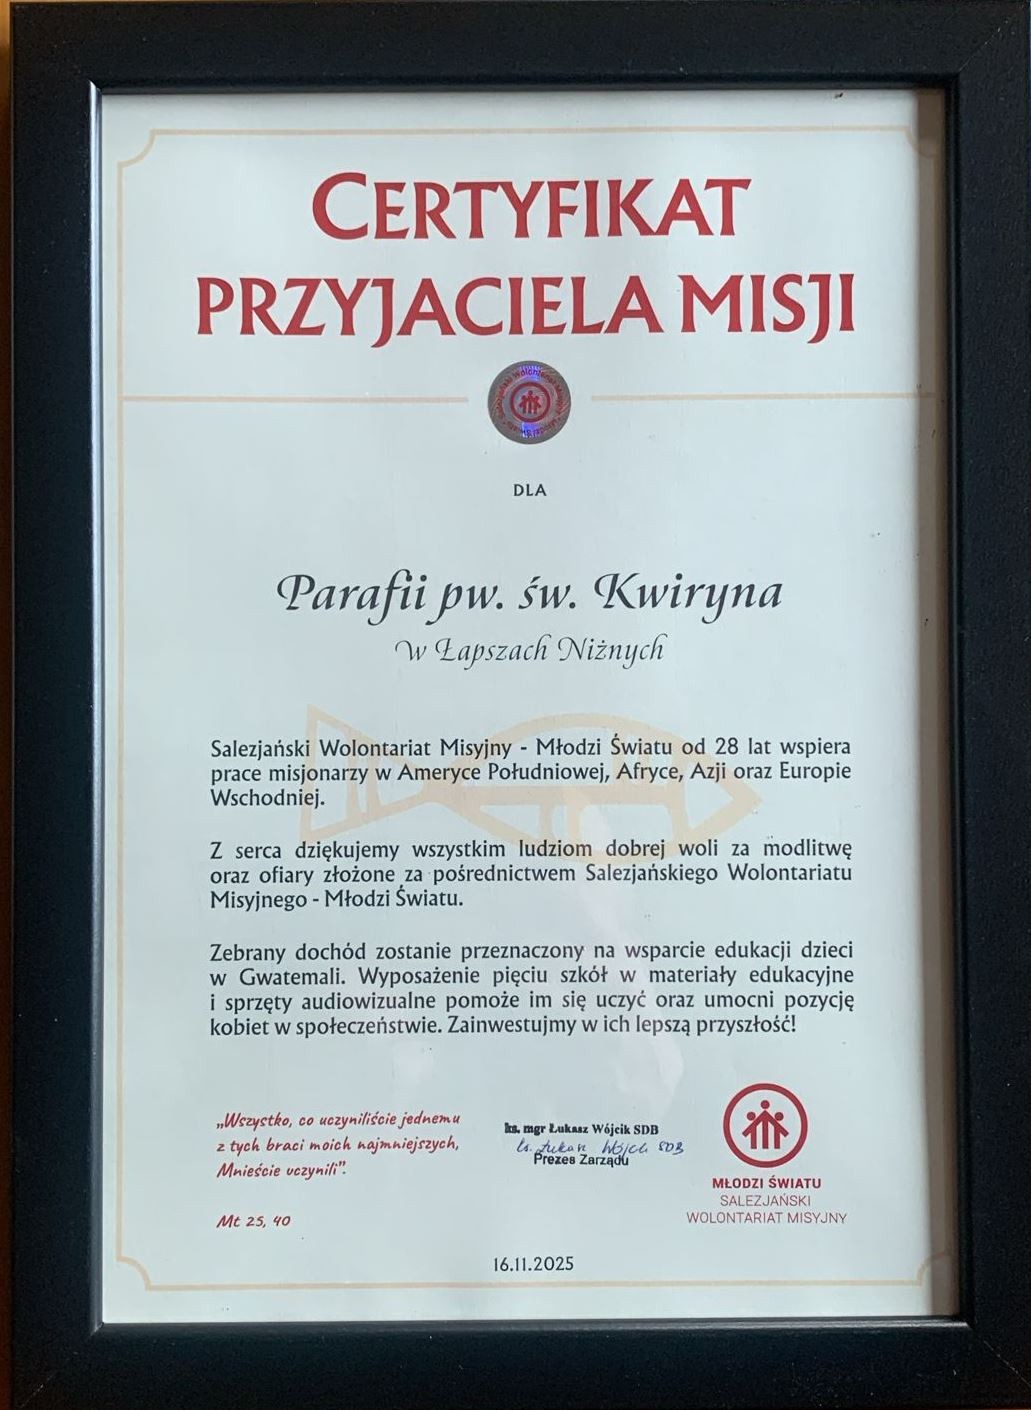 CERTYFIKAT
PRZYJACIELA MISJI
DLA
Parafii pw. św. Kwiryna
w Łapszach Niżnych
Salezjański Wolontariat Misyjny - Młodzi Światu od 28 lat wspiera
prace misjonarzy w Ameryce Południowej, Afryce, Azji oraz Europie
Wschodniej.
Z serca dziękujemy wszystkim ludziom dobrej woli za modlitwę
oraz ofiary złożone za pośrednictwem Salezjańskiego Wolontariatu
Misyjnego - Młodzi Światu.
Zebrany dochód zostanie przeznaczony na wsparcie edukacji dzieci
w Gwatemali. Wyposażenie pięciu szkół w materiały edukacyjne
i sprzęty audiowizualne pomoże im się uczyć oraz umocni pozycję
kobiet w społeczeństwie. Zainwestujmy w ich lepszą przyszłość!
„Wszystko, co uczyniliście jednemu
z tych braci moich najmniejszych,
Mnieście uczynili”.
Mt 25, 40
ks. mgr Łukasz Wójcik SDB
ks. Łukasz Wójcik SDB
Prezes Zarządu
MŁODZI ŚWIATU
SALEZJAŃSKI
WOLONTARIAT MISYJNY
16.11.2025